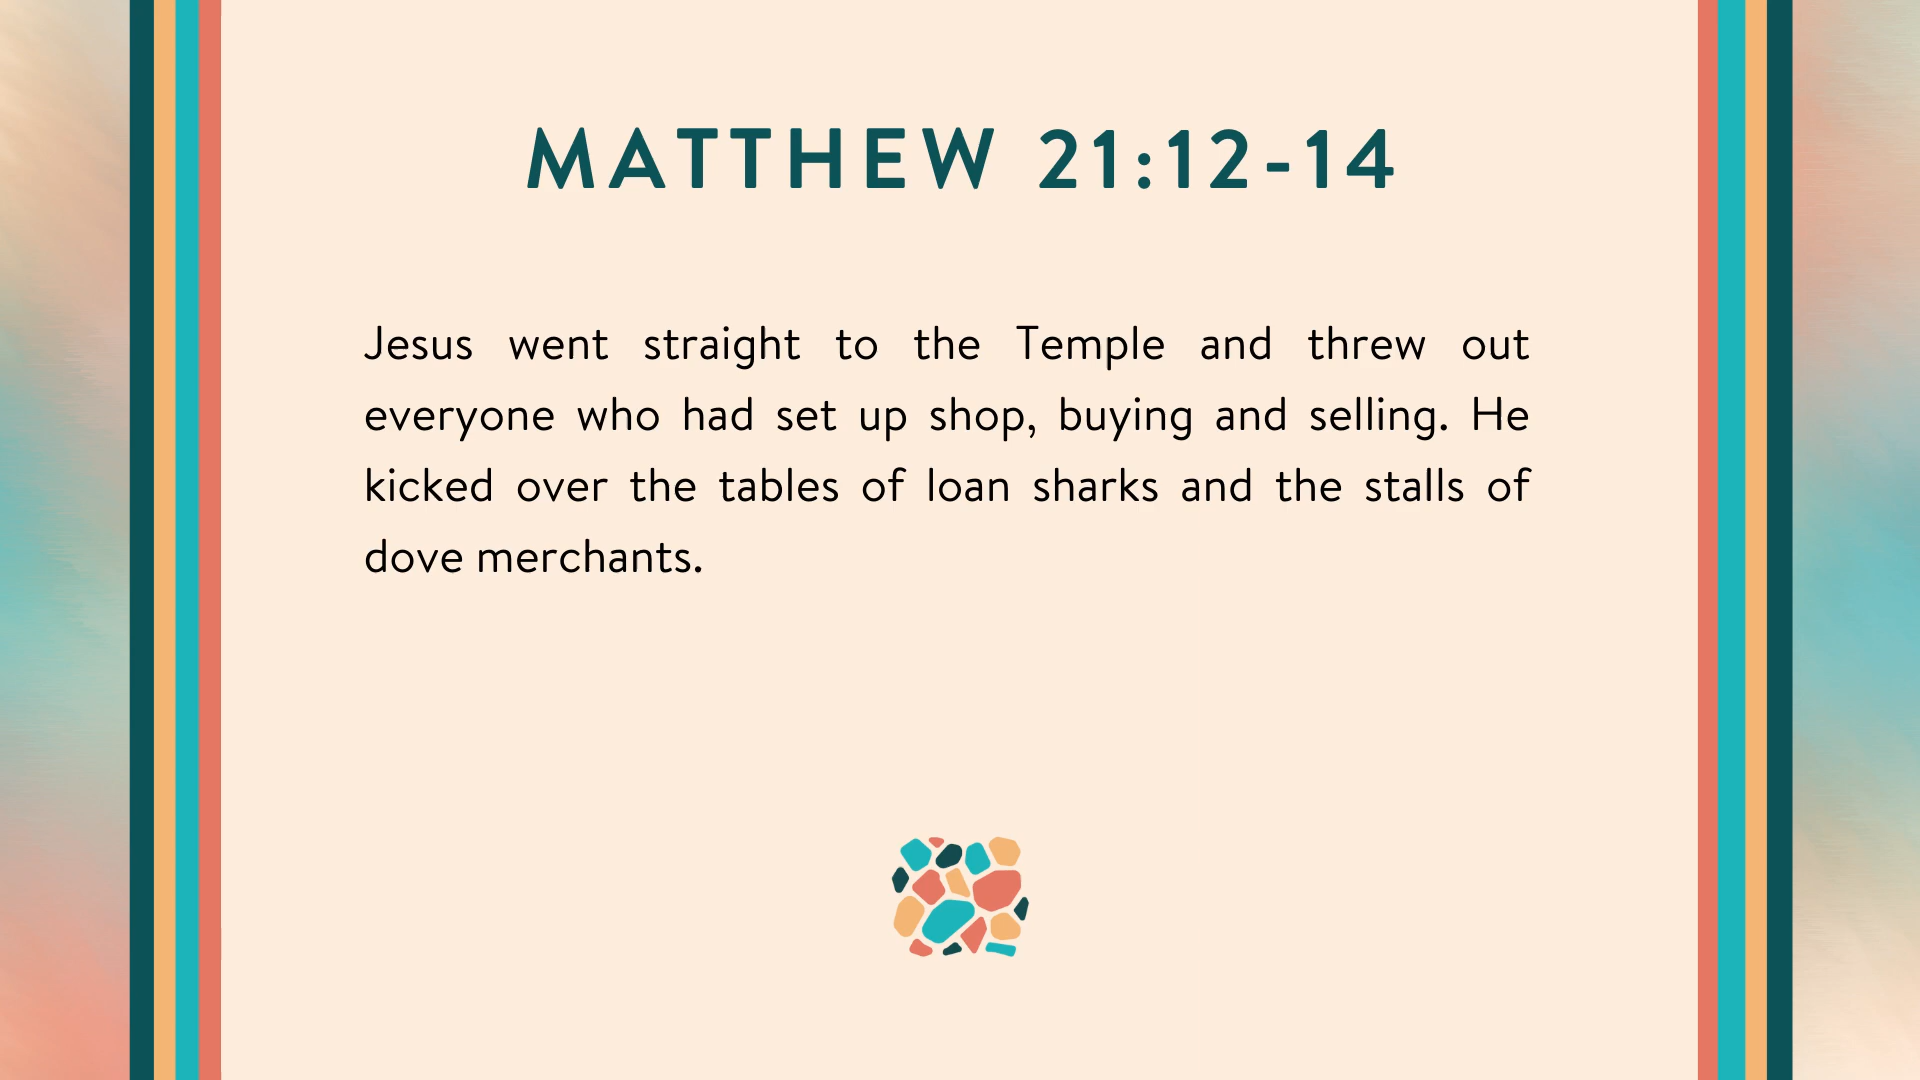 MATTHEW 21:12-14
Jesus went straight to the Temple and threw out
everyone who had set up shop, buying and selling. He
kicked over the tables of loan sharks and the stalls of
dove merchants.